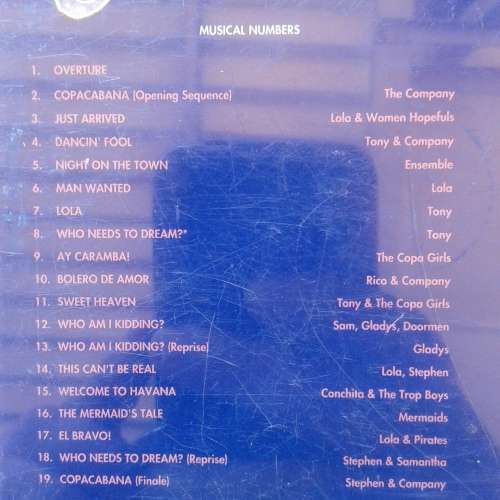 MUSICAL NUMBERS
1. OVERTURE
2. COPACABANA (Opening Sequence) The Company
3. JUST ARRIVED Lola & Women Hopefuls
4. DANCIN' FOOL Tony & Company
5. NIGHT ON THE TOWN Ensemble
6. MAN WANTED Lola
7. LOLA Tony
8. WHO NEEDS TO DREAM?* Tony
9. AY CARAMBA! The Copa Girls
10. BOLERO DE AMOR Rico & Company
11. SWEET HEAVEN Tony & The Copa Girls
12. WHO AM I KIDDING? Sam, Gladys, Doormen
13. WHO AM I KIDDING? (Reprise) Gladys
14. THIS CAN'T BE REAL Lola, Stephen
15. WELCOME TO HAVANA Conchita & The Trop Boys
16. THE MERMAID'S TALE Mermaids
17. EL BRAVO! Lola & Pirates
18. WHO NEEDS TO DREAM? (Reprise) Stephen & Samantha
19. COPACABANA (Finale) Stephen & Company